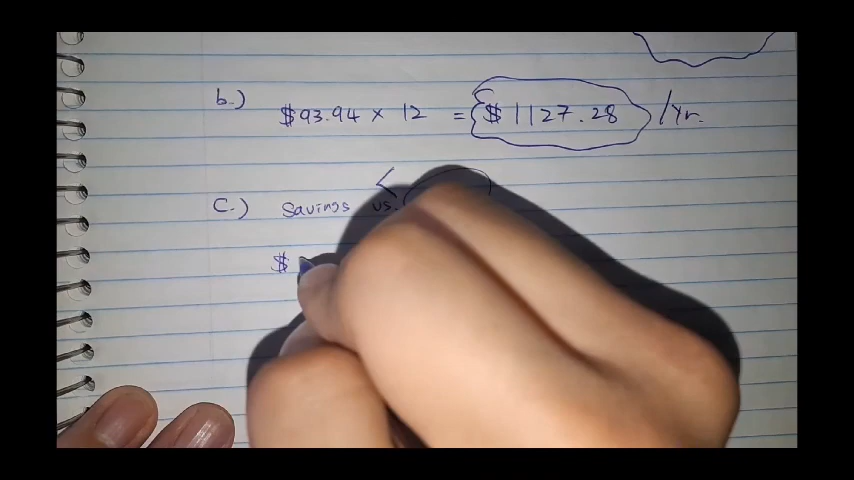 b.) $93.94 x 12 = $1127.28 /Yr.
C.) Savings vs.
$